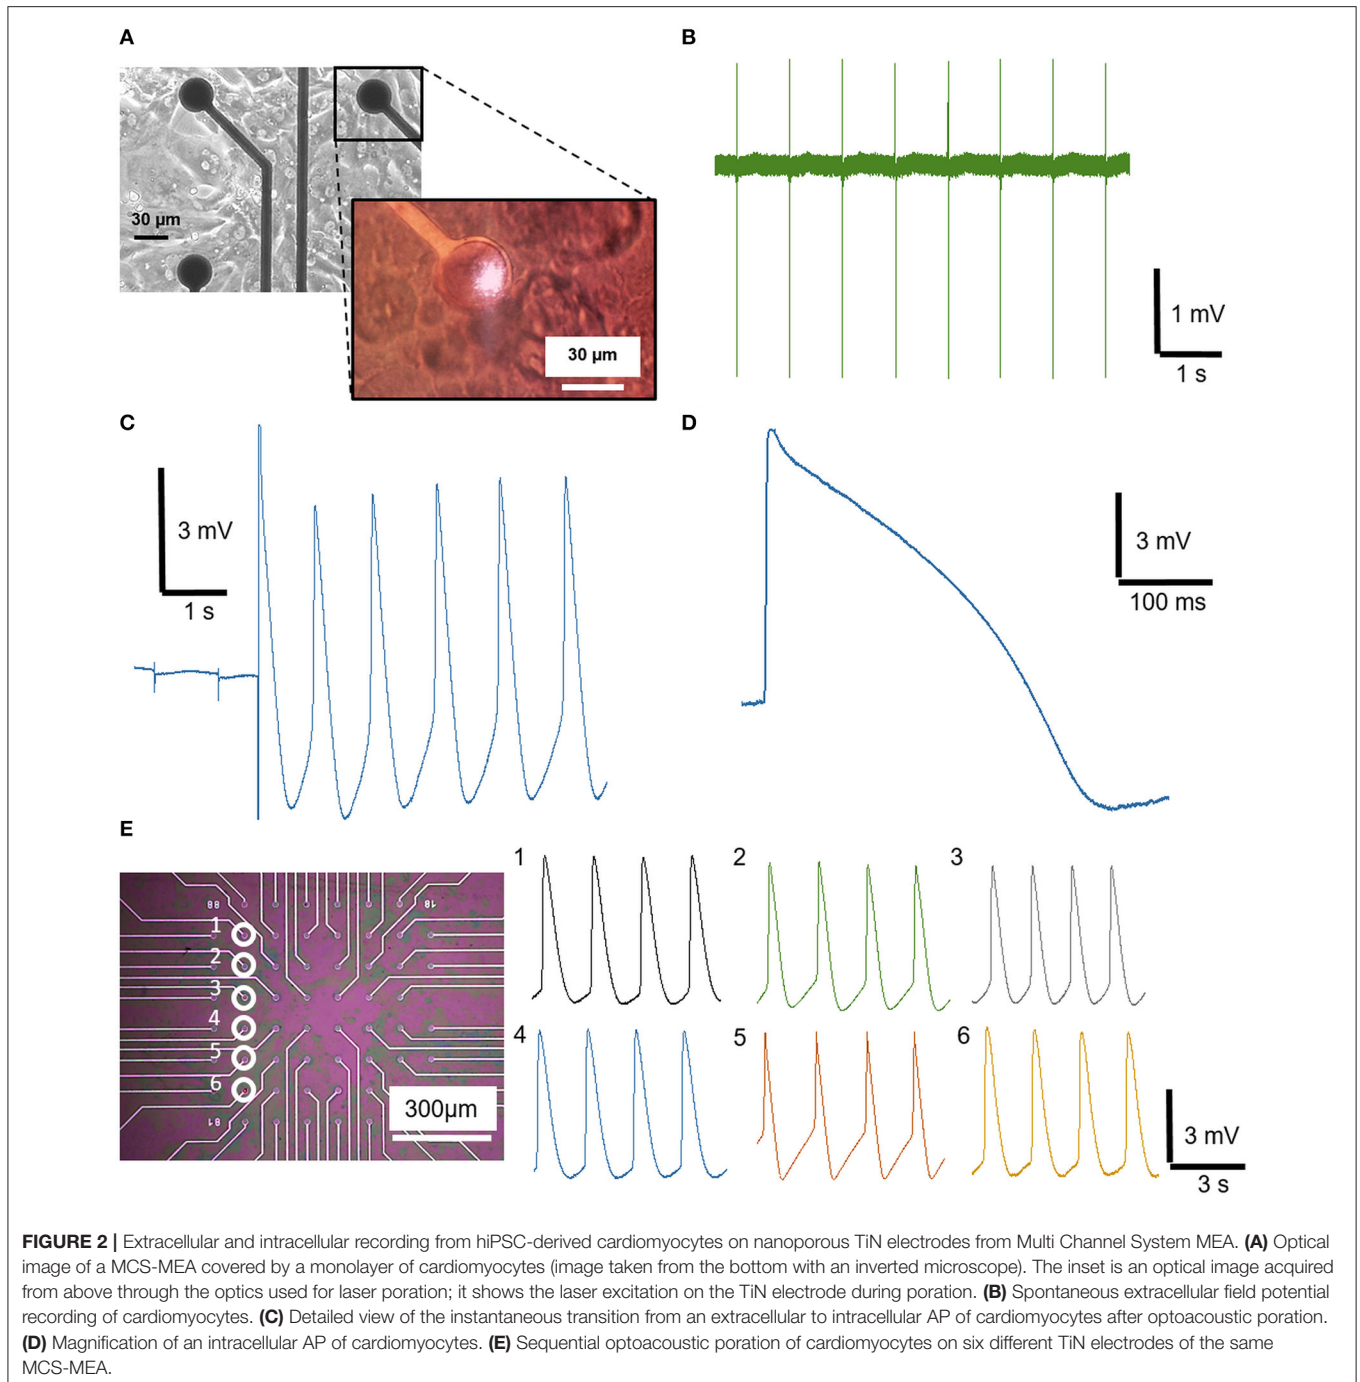 A
B
30 µm
30 µm
1 mV
1 s
C
D
3 mV
1 s
3 mV
100 ms
E
1
2
3
88
18
1
2
3
4
5
6
81
300µm
4
5
6
3 mV
3 s
FIGURE 2 | Extracellular and intracellular recording from hiPSC-derived cardiomyocytes on nanoporous TiN electrodes from Multi Channel System MEA. (A) Optical
image of a MCS-MEA covered by a monolayer of cardiomyocytes (image taken from the bottom with an inverted microscope). The inset is an optical image acquired
from above through the optics used for laser poration; it shows the laser excitation on the TiN electrode during poration. (B) Spontaneous extracellular field potential
recording of cardiomyocytes. (C) Detailed view of the instantaneous transition from an extracellular to intracellular AP of cardiomyocytes after optoacoustic poration.
(D) Magnification of an intracellular AP of cardiomyocytes. (E) Sequential optoacoustic poration of cardiomyocytes on six different TiN electrodes of the same
MCS-MEA.